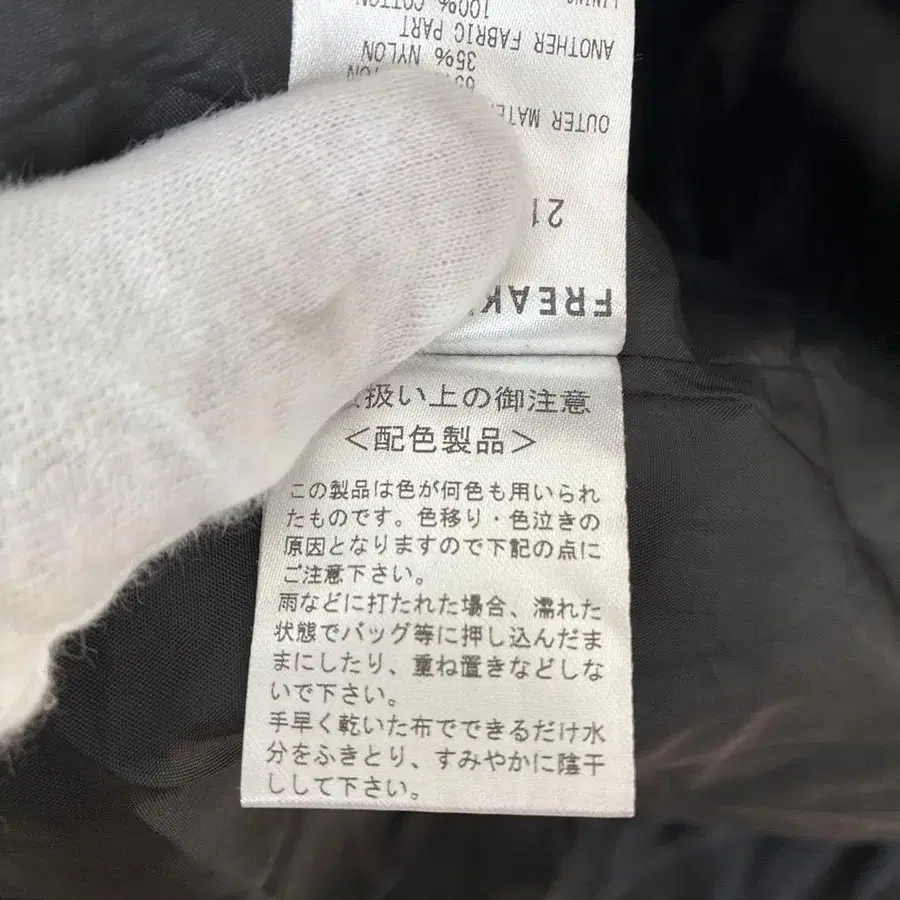 FREAK'
21
OUTER
35% NYLON
ANOTHER FABRIC PART
100% COTTON
扱い上の御注意
<配色製品>
この製品は色が何色も用いられ
たものです。色移り・色泣きの
原因となりますので下記の点に
ご注意下さい。
雨などに打たれた場合、濡れた
状態でバッグ等に押し込んだま
まにしたり、重ね置きなどしな
いで下さい。
手早く乾いた布でできるだけ水
分をふきとり、すみやかに陰干
しして下さい。